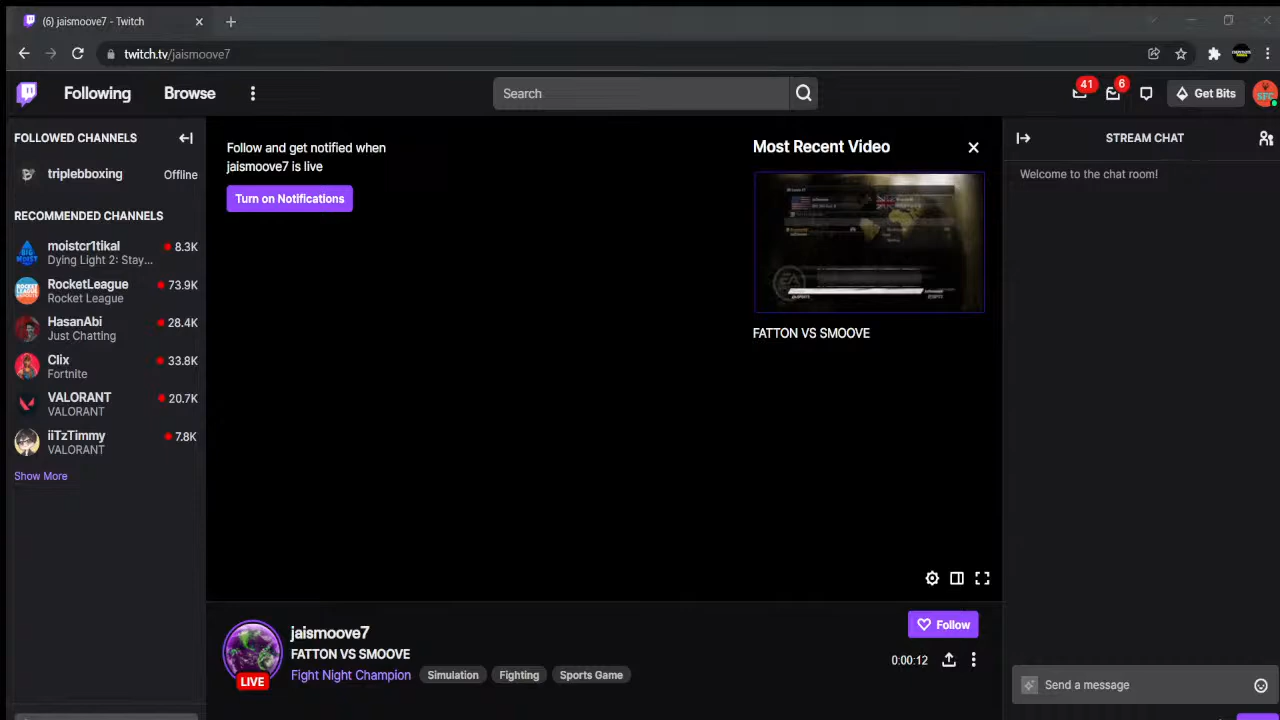 (6) jaismoove7 - Twitch
twitch.tv/jaismoove7
Following
Browse
Search
41
6
Get Bits
FOLLOWED CHANNELS
triplebboxing
Offline
RECOMMENDED CHANNELS
moistcr1tikal
8.3K
Dying Light 2: Stay...
RocketLeague
73.9K
Rocket League
HasanAbi
28.4K
Just Chatting
Clix
33.8K
Fortnite
VALORANT
20.7K
VALORANT
iiTzTimmy
7.8K
VALORANT
Show More
Follow and get notified when
jaismoove7 is live
Turn on Notifications
Most Recent Video
EA
FATTON VS SMOOVE
LIVE
jaismoove7
FATTON VS SMOOVE
Fight Night Champion
Simulation
Fighting
Sports Game
Follow
0:00:12
STREAM CHAT
Welcome to the chat room!
Send a message